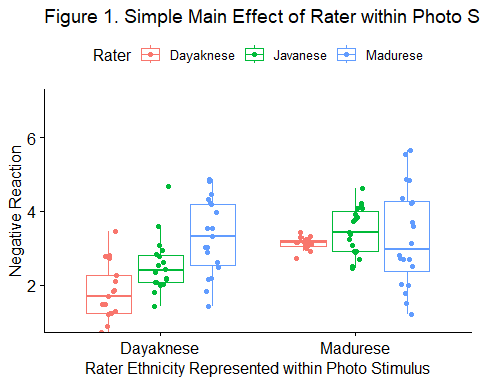 Figure 1. Simple Main Effect of Rater within Photo S
Rater Dayaknese Javanese Madurese
Negative Reaction
6
4
2
Dayaknese Madurese
Rater Ethnicity Represented within Photo Stimulus